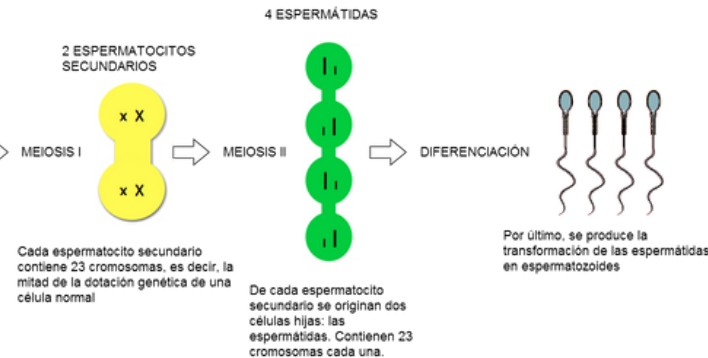 4 ESPERMÁTIDAS
2 ESPERMATOCITOS
SECUNDARIOS
x X
MEIOSIS I
MEIOSIS II
DIFERENCIACIÓN
x X
Cada espermatocito secundario
contiene 23 cromosomas, es decir, la
mitad de la dotación genética de una
célula normal
De cada espermatocito
secundario se originan dos
células hijas: las
espermátidas. Contienen 23
cromosomas cada una.
Por último, se produce la
transformación de las espermátidas
en espermatozoides